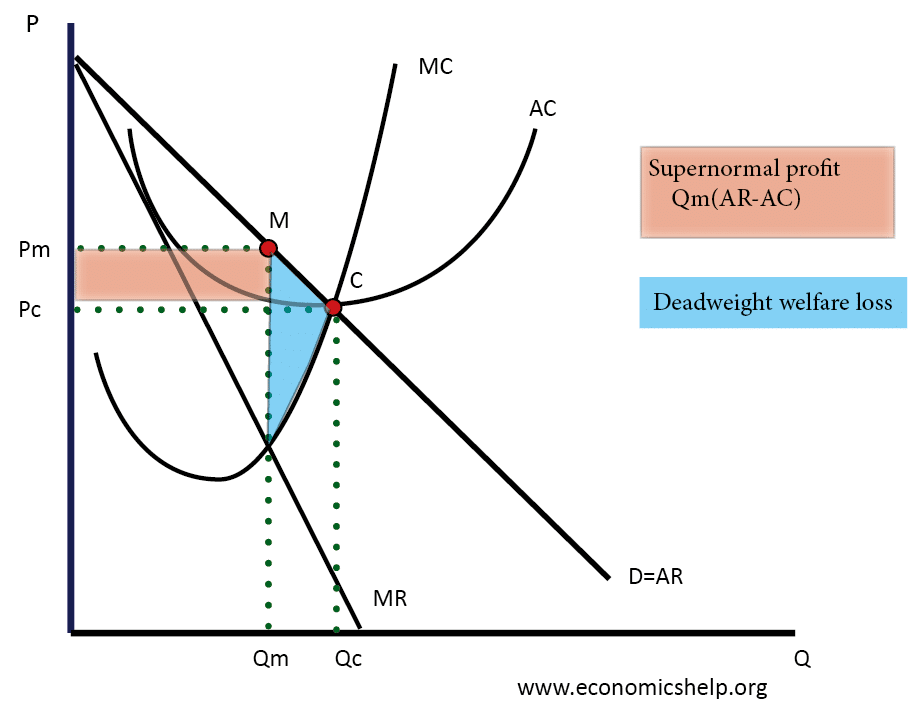 P
MC
AC
Supernormal profit
Qm(AR-AC)
M
Pm
C
Pc
Deadweight welfare loss
D=AR
MR
Qm
Qc
Q
www.economicshelp.org